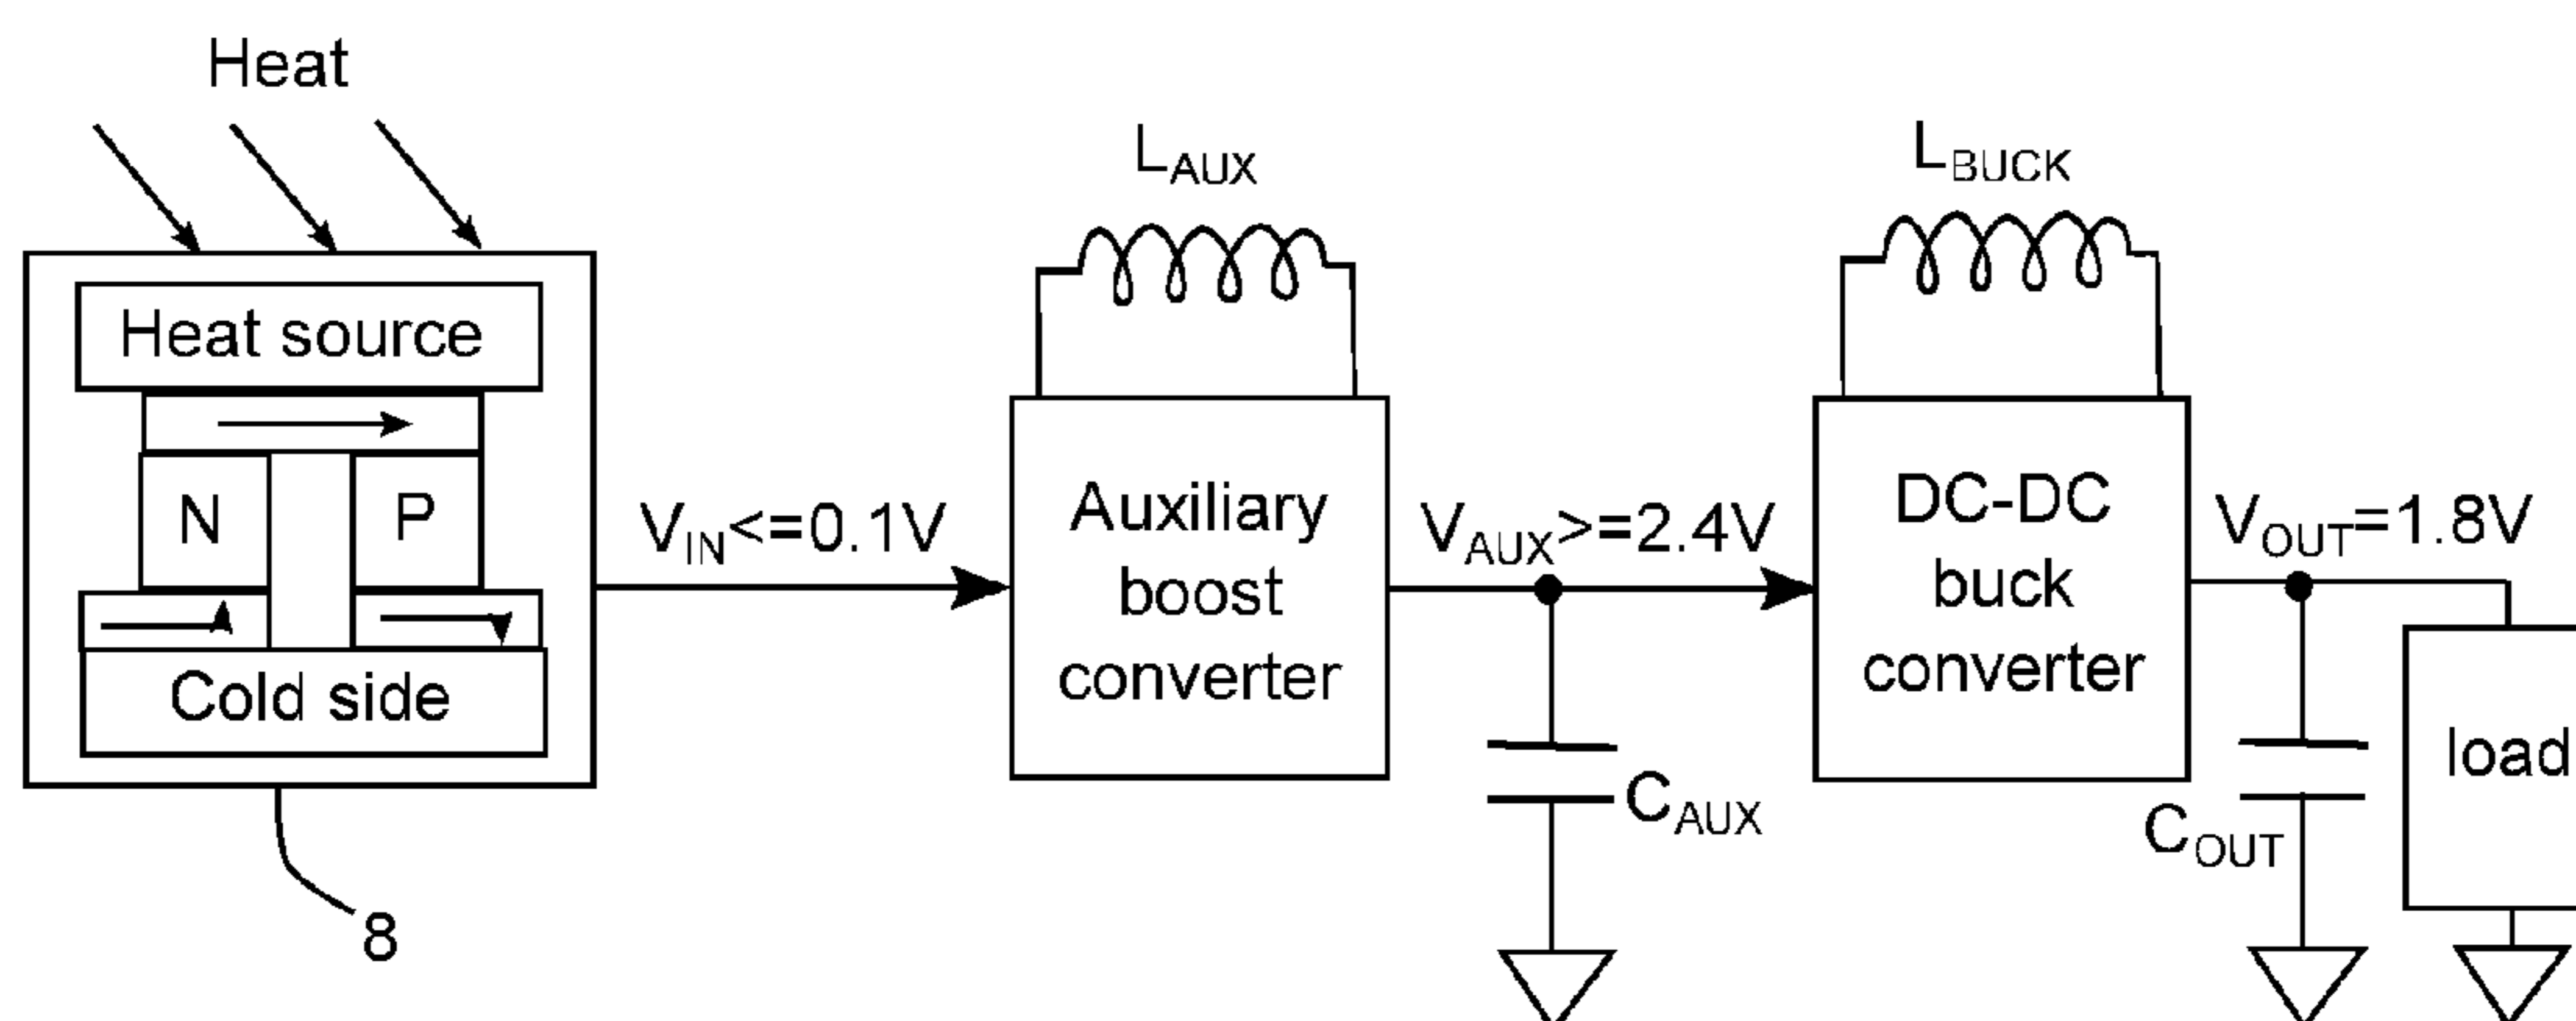 Heat
Heat source
N
P
Cold side
8
V_IN<=0.1V
L_AUX
Auxiliary
boost
converter
V_AUX>=2.4V
C_AUX
L_BUCK
DC-DC
buck
converter
V_OUT=1.8V
C_OUT
load